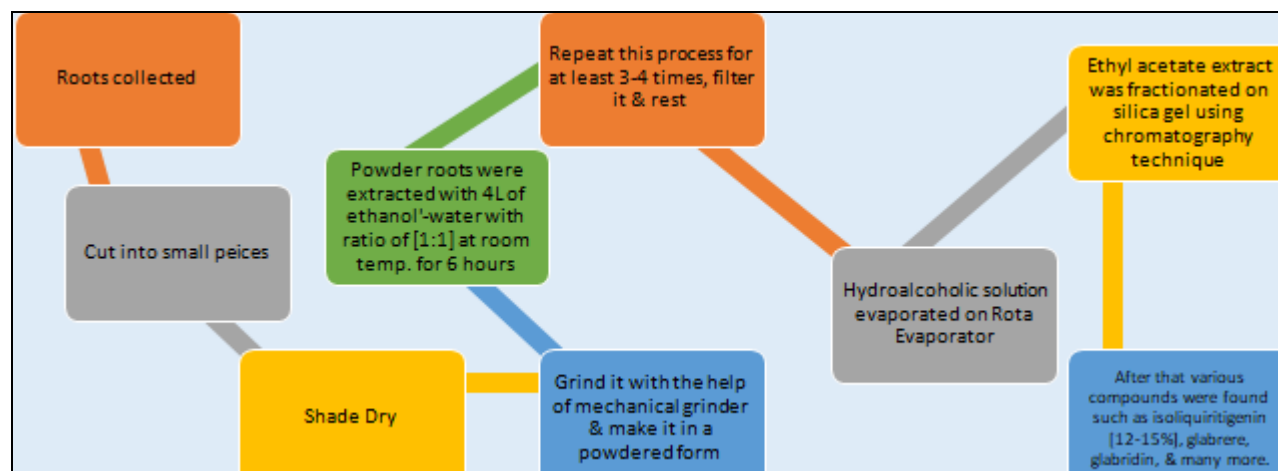 Roots collected
Cut into small peices
Shade Dry
Grind it with the help
of mechanical grinder
& make it in a
powdered form
Powder roots were
extracted with 4Lof
ethanol'-water with
ratio of [1:1] at room
temp. for 6 hours
Repeat this process for
at least 3-4 times, filter
it & rest
Hydroalcoholic solution
evaporated on Rota
Evaporator
Ethyl acetate extract
was fractionated on
silica gel using
chromatography
technique
After that various
compounds were found
such as isoliquiritigenin
[12-15%], glabrere,
glabridin, & many more.